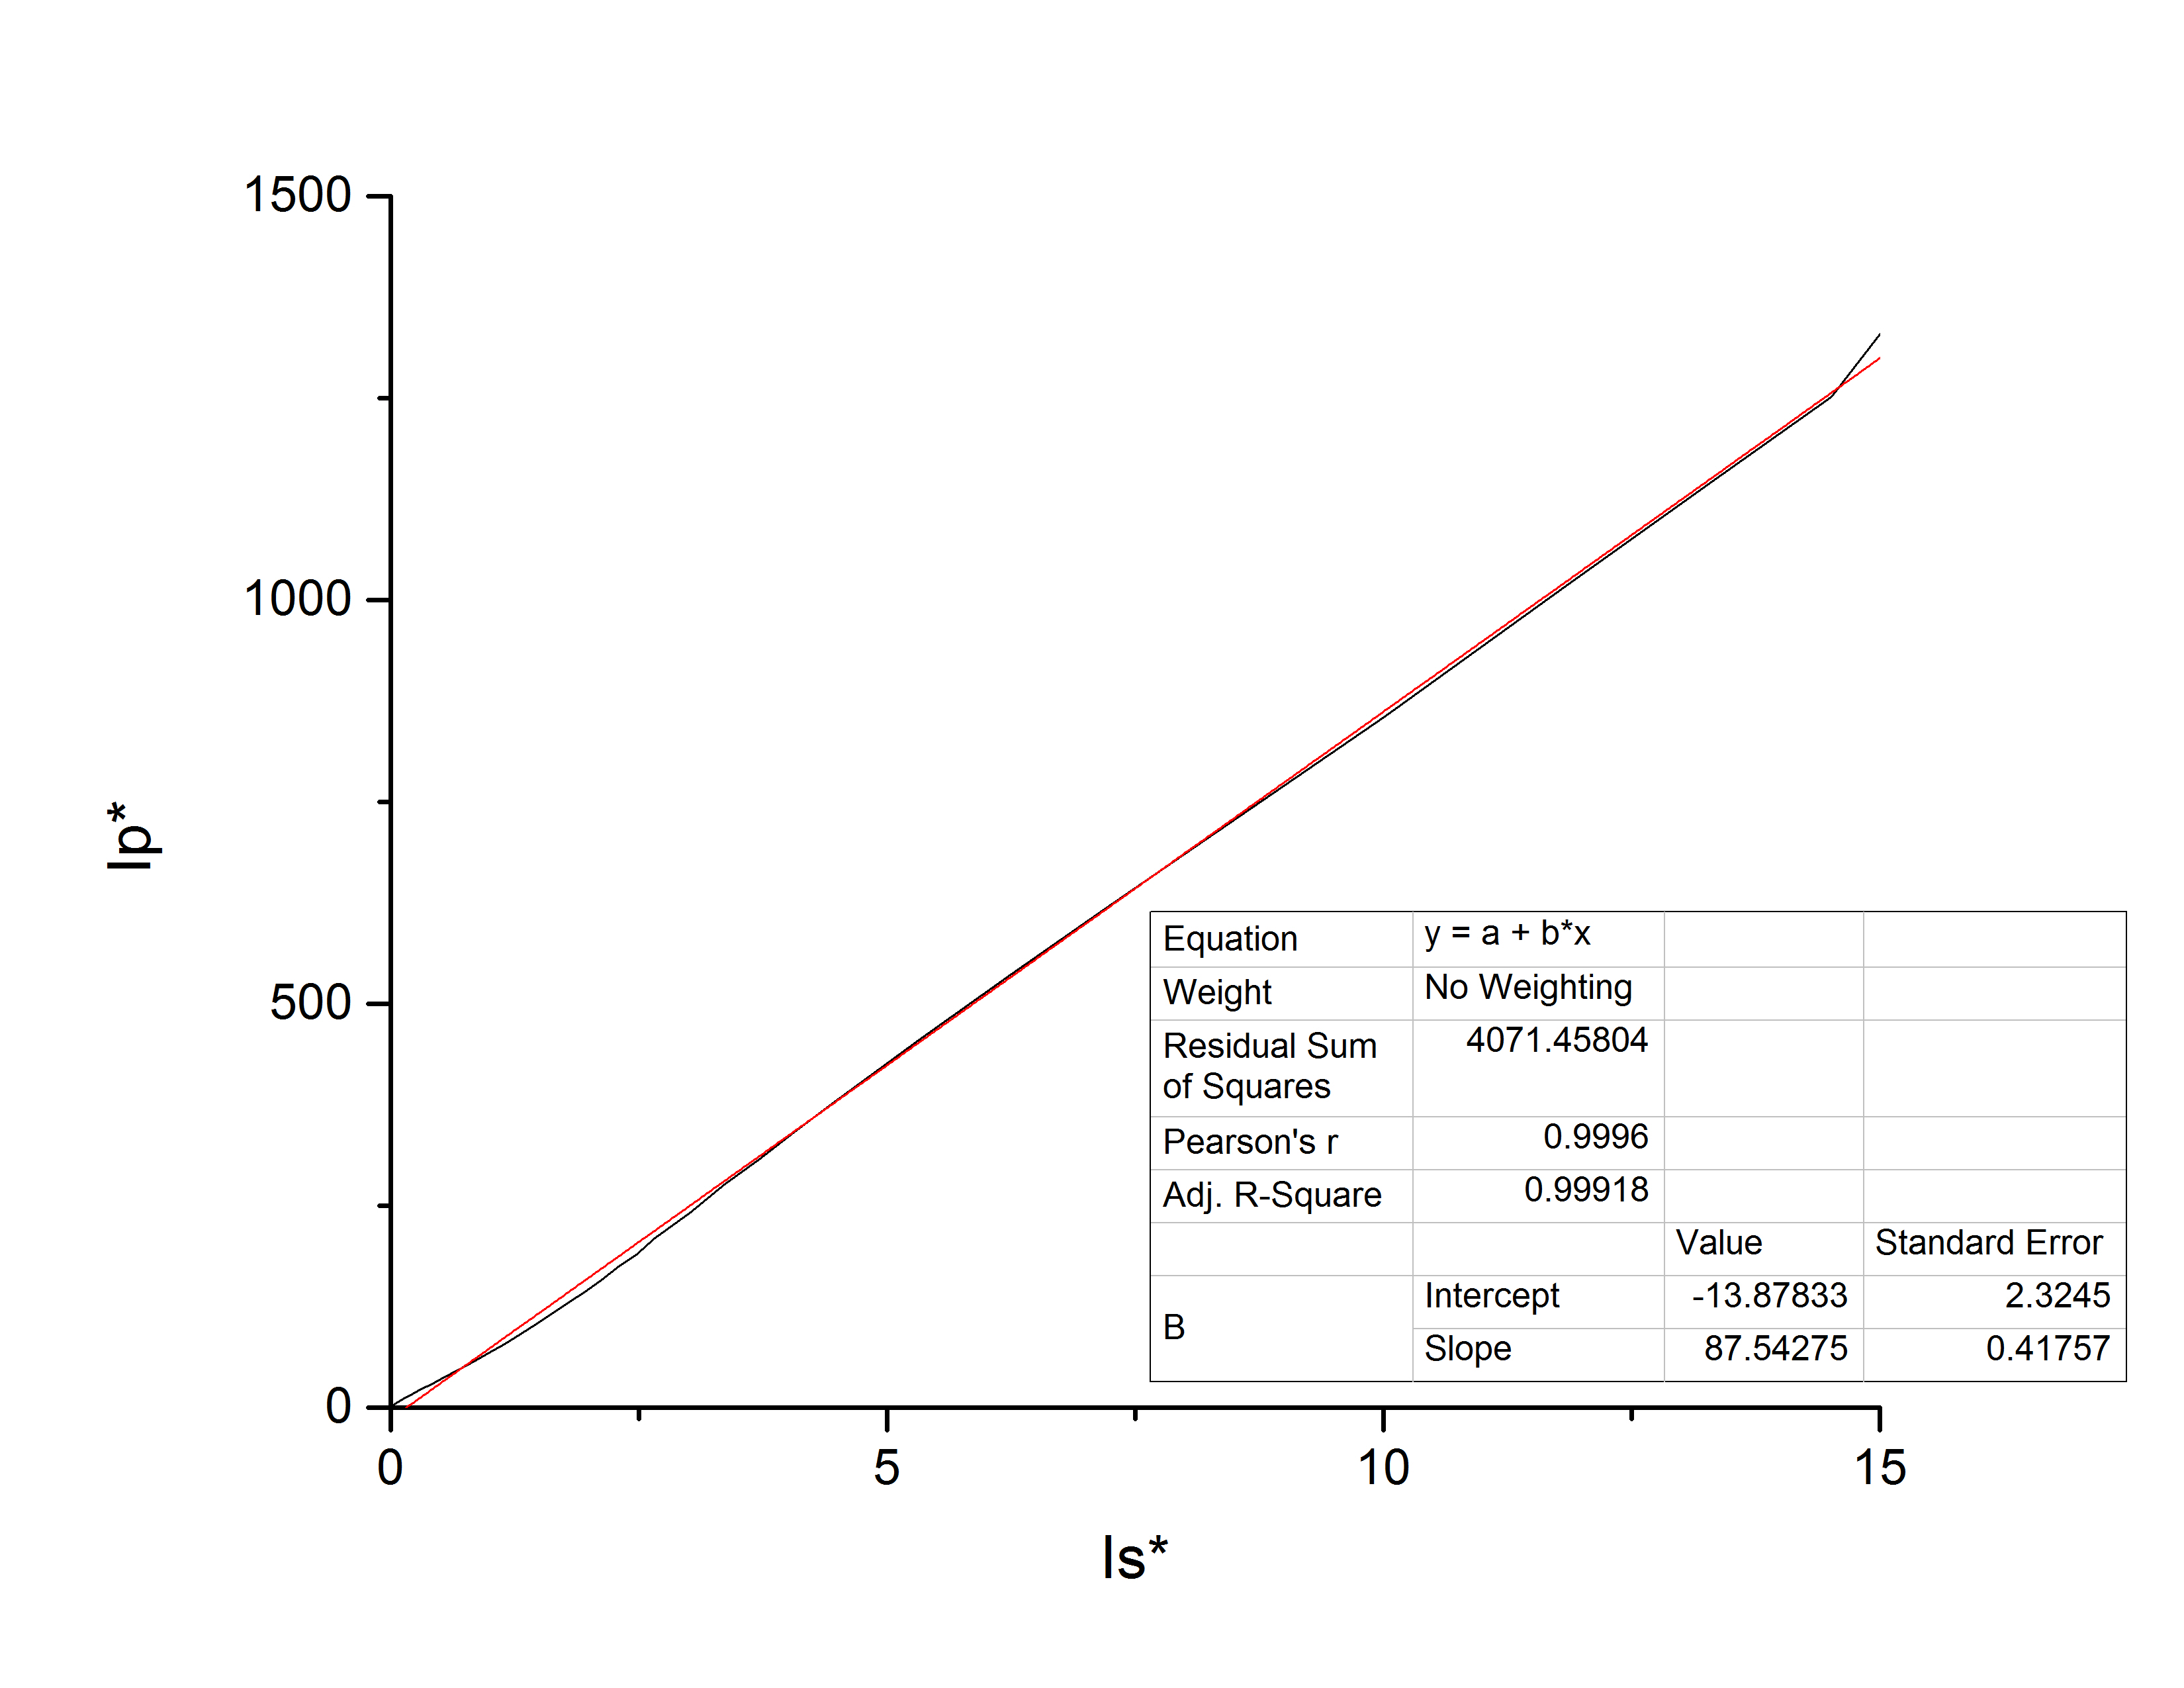 1500
1000
500
0
Ip*
0 5 10 15
Is*
Equation y = a + b*x
Weight No Weighting
Residual Sum of Squares 4071.45804
Pearson's r 0.9996
Adj. R-Square 0.99918
Value Standard Error
B Intercept -13.87833 2.3245
Slope 87.54275 0.41757